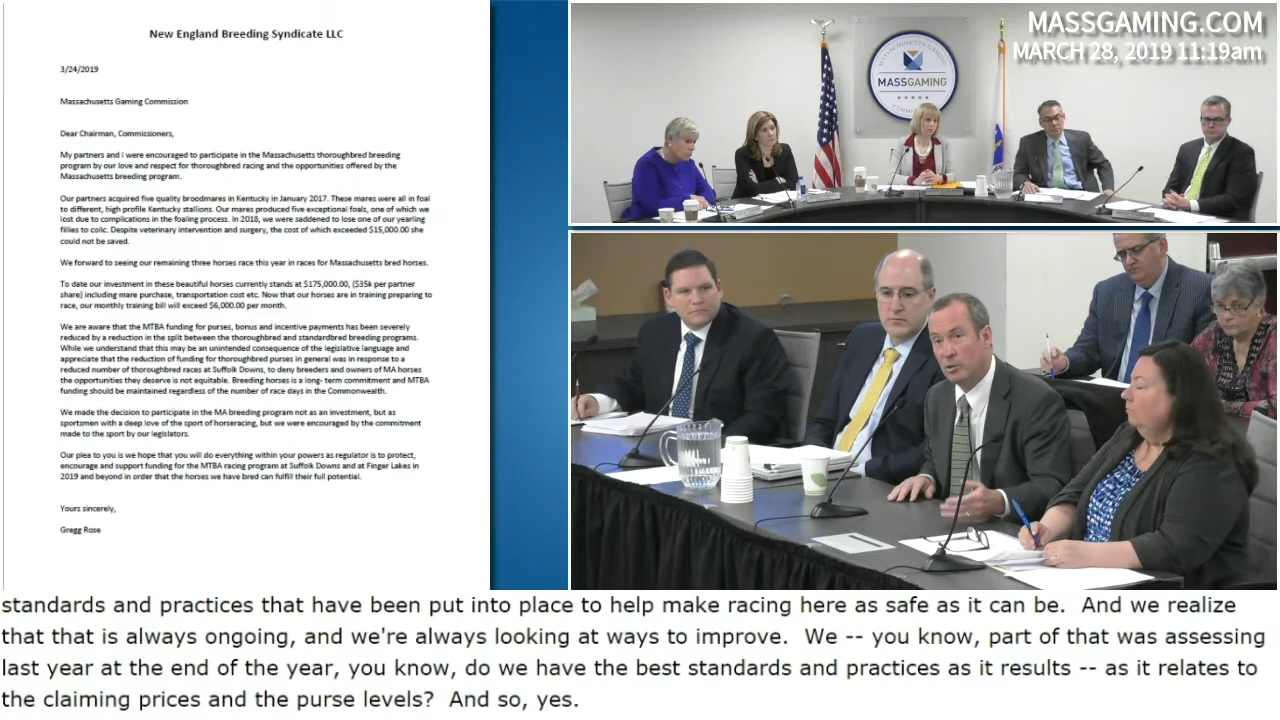 New England Breeding Syndicate LLC
3/24/2019
Massachusetts Gaming Commission
Dear Chairman, Commissioners,
My partners and I were encouraged to participate in the Massachusetts thoroughbred breeding
program by our love and respect for thoroughbred racing and the opportunities offered by the
Massachusetts breeding program.
Our partners acquired five quality broodmares in Kentucky in January 2017. These mares were all in foal
to different, high profile Kentucky stallions. Our mares produced five exceptional foals, one of which we
lost due to complications in the foaling process. In 2018, we were saddened to lose one of our yearling
fillies to colic. Despite veterinary intervention and surgery, the cost of which exceeded $15,000.00 she
could not be saved.
We forward to seeing our remaining three horses race this year in races for Massachusetts bred horses.
To date our investment in these beautiful horses currently stands at $175,000.00, ($35k per partner
share) including mare purchase, transportation cost etc. Now that our horses are in training preparing to
race, our monthly training bill will exceed $6,000.00 per month.
We are aware that the MTBA funding for purses, bonus and incentive payments has been severely
reduced by a reduction in the split between the thoroughbred and standardbred breeding programs.
While we understand that this may be an unintended consequence of the legislative language and
appreciate that the reduction of funding for thoroughbred purses in general was in response to a
reduced number of thoroughbred races at Suffolk Downs, to deny breeders and owners of MA horses
the opportunities they deserve is not equitable. Breeding horses is a long- term commitment and MTBA
funding should be maintained regardless of the number of race days in the Commonwealth.
We made the decision to participate in the MA breeding program not as an investment, but as
sportsmen with a deep love of the sport of horseracing, but we were encouraged by the commitment
made to the sport by our legislators.
Our plea to you is we hope that you will do everything within your powers as regulator is to protect,
encourage and support funding for the MTBA racing program at Suffolk Downs and at Finger Lakes in
2019 and beyond in order that the horses we have bred can fulfill their full potential.
Yours sincerely,
Gregg Rose
MASSGAMING.COM
MARCH 28, 2019 11:19am
MASSACHUSETTS GAMING
MASSGAMING
standards and practices that have been put into place to help make racing here as safe as it can be. And we realize
that that is always ongoing, and we're always looking at ways to improve. We -- you know, part of that was assessing
last year at the end of the year, you know, do we have the best standards and practices as it results -- as it relates to
the claiming prices and the purse levels? And so, yes.